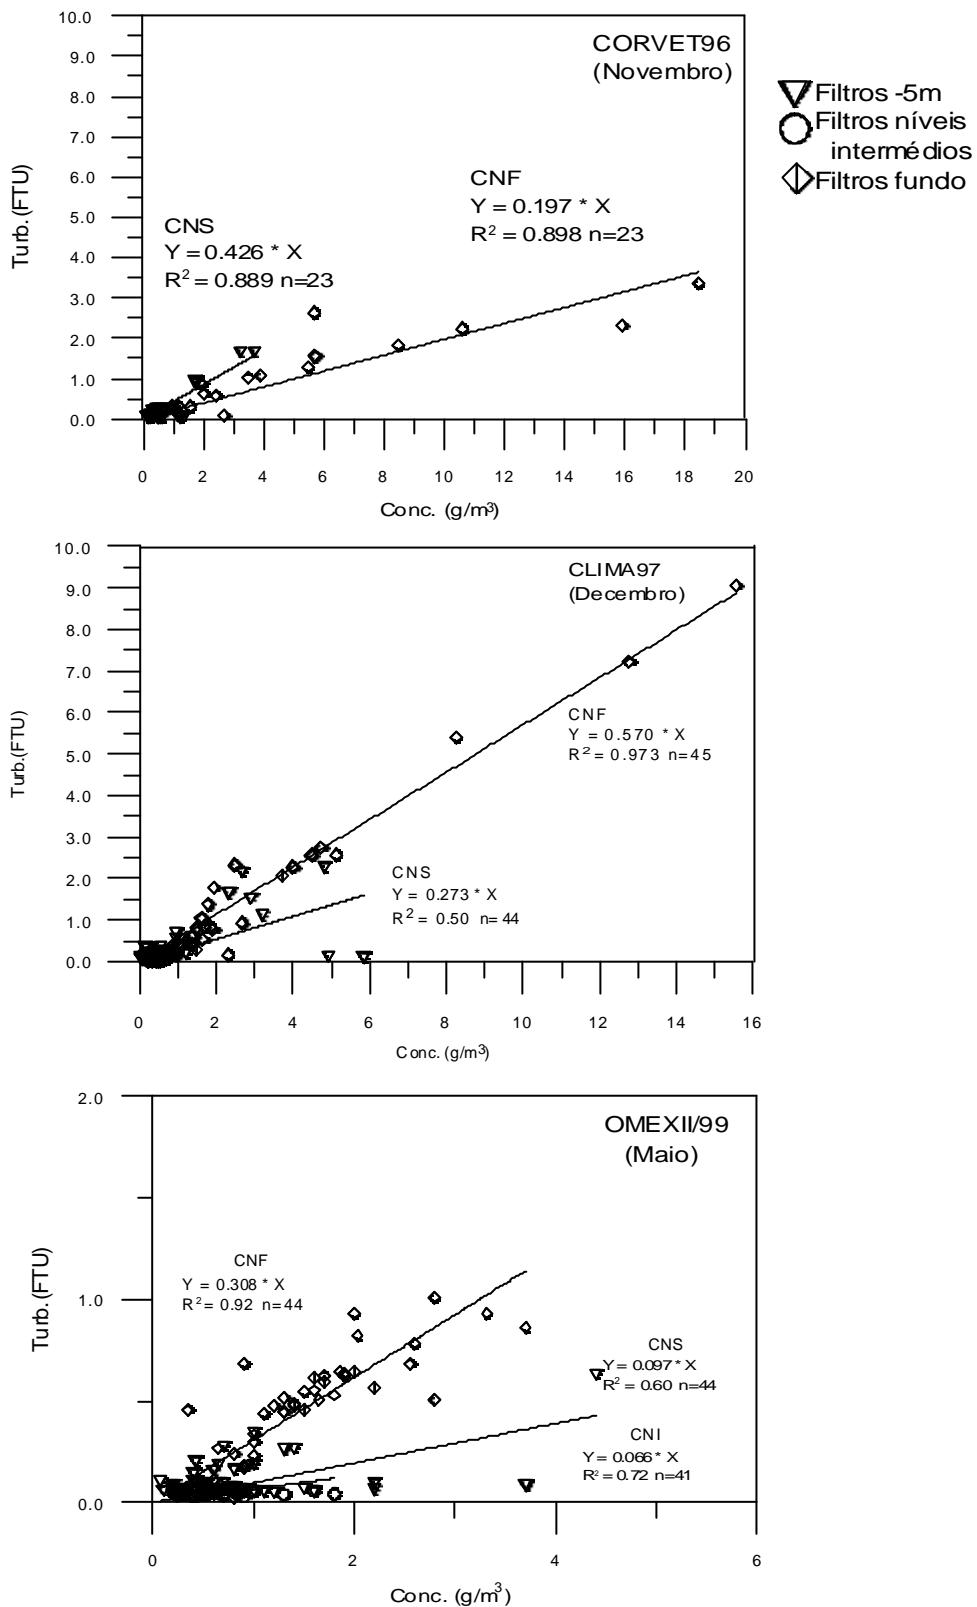 10.0
9.0
8.0
7.0
6.0
5.0
4.0
3.0
2.0
1.0
0.0
Turb.(FTU)
CORVET96
(Novembro)
CNF
Y = 0.197 * X
R² = 0.898 n=23
CNS
Y = 0.426 * X
R² = 0.889 n=23
0 2 4 6 8 10 12 14 16 18 20
Conc. (g/m³)
Filtros -5m
Filtros níveis
intermédios
Filtros fundo
10.0
9.0
8.0
7.0
6.0
5.0
4.0
3.0
2.0
1.0
0.0
Turb.(FTU)
CLIMA97
(Decembro)
CNF
Y = 0.570 * X
R² = 0.973 n=45
CNS
Y = 0.273 * X
R² = 0.50 n=44
0 2 4 6 8 10 12 14 16
Conc. (g/m³)
2.0
1.0
0.0
Turb.(FTU)
OMEXII/99
(Maio)
CNF
Y = 0.308 * X
R² = 0.92 n=44
CNS
Y = 0.097 * X
R² = 0.60 n=44
CNI
Y = 0.066 * X
R² = 0.72 n=41
0 2 4 6
Conc. (g/m³)